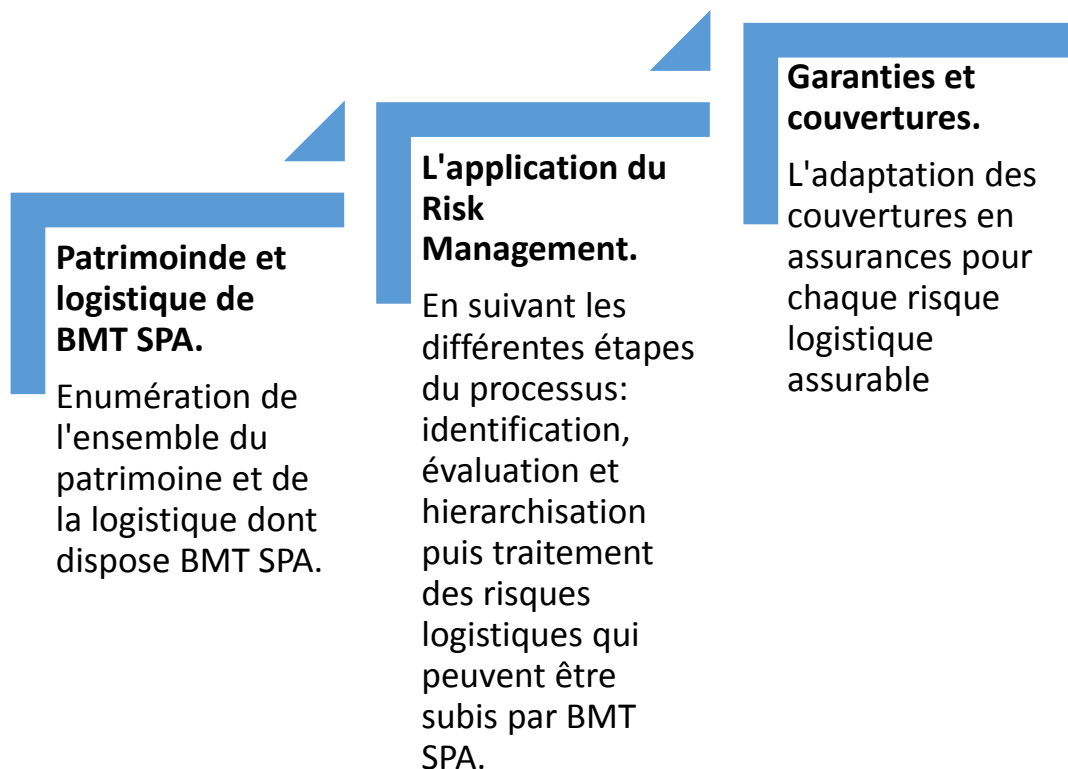 Patrimoinde et
logistique de
BMT SPA.
Enumération de
l'ensemble du
patrimoine et de
la logistique dont
dispose BMT SPA.
L'application du
Risk
Management.
En suivant les
différentes étapes
du processus:
identification,
évaluation et
hierarchisation
puis traitement
des risques
logistiques qui
peuvent être
subis par BMT
SPA.
Garanties et
couvertures.
L'adaptation des
couvertures en
assurances pour
chaque risque
logistique
assurable